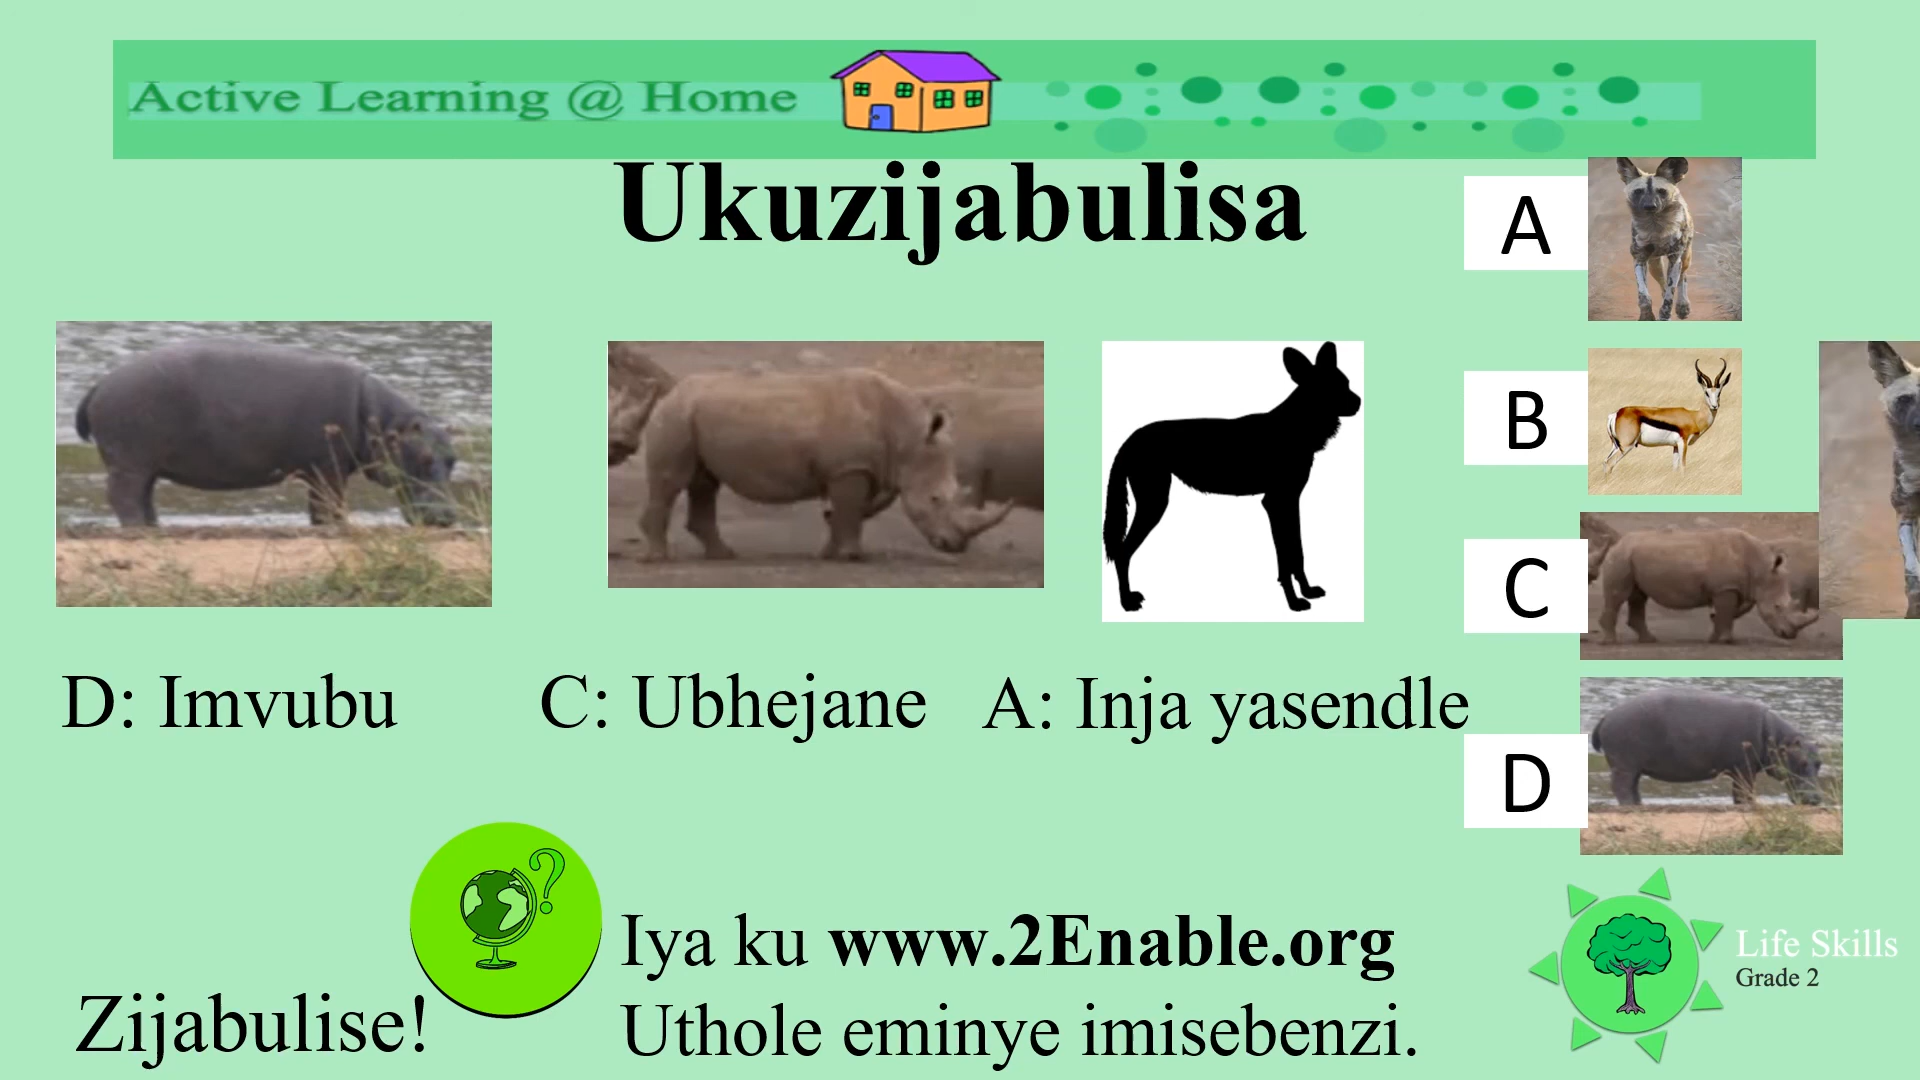 Active Learning @ Home
Ukuzijabulisa
A
B
C
D
D: Imvubu
C: Ubhejane
A: Inja yasendle
Zijabulise!
?
Iya ku www.2Enable.org
Uthole eminye imisebenzi.
Life Skills
Grade 2